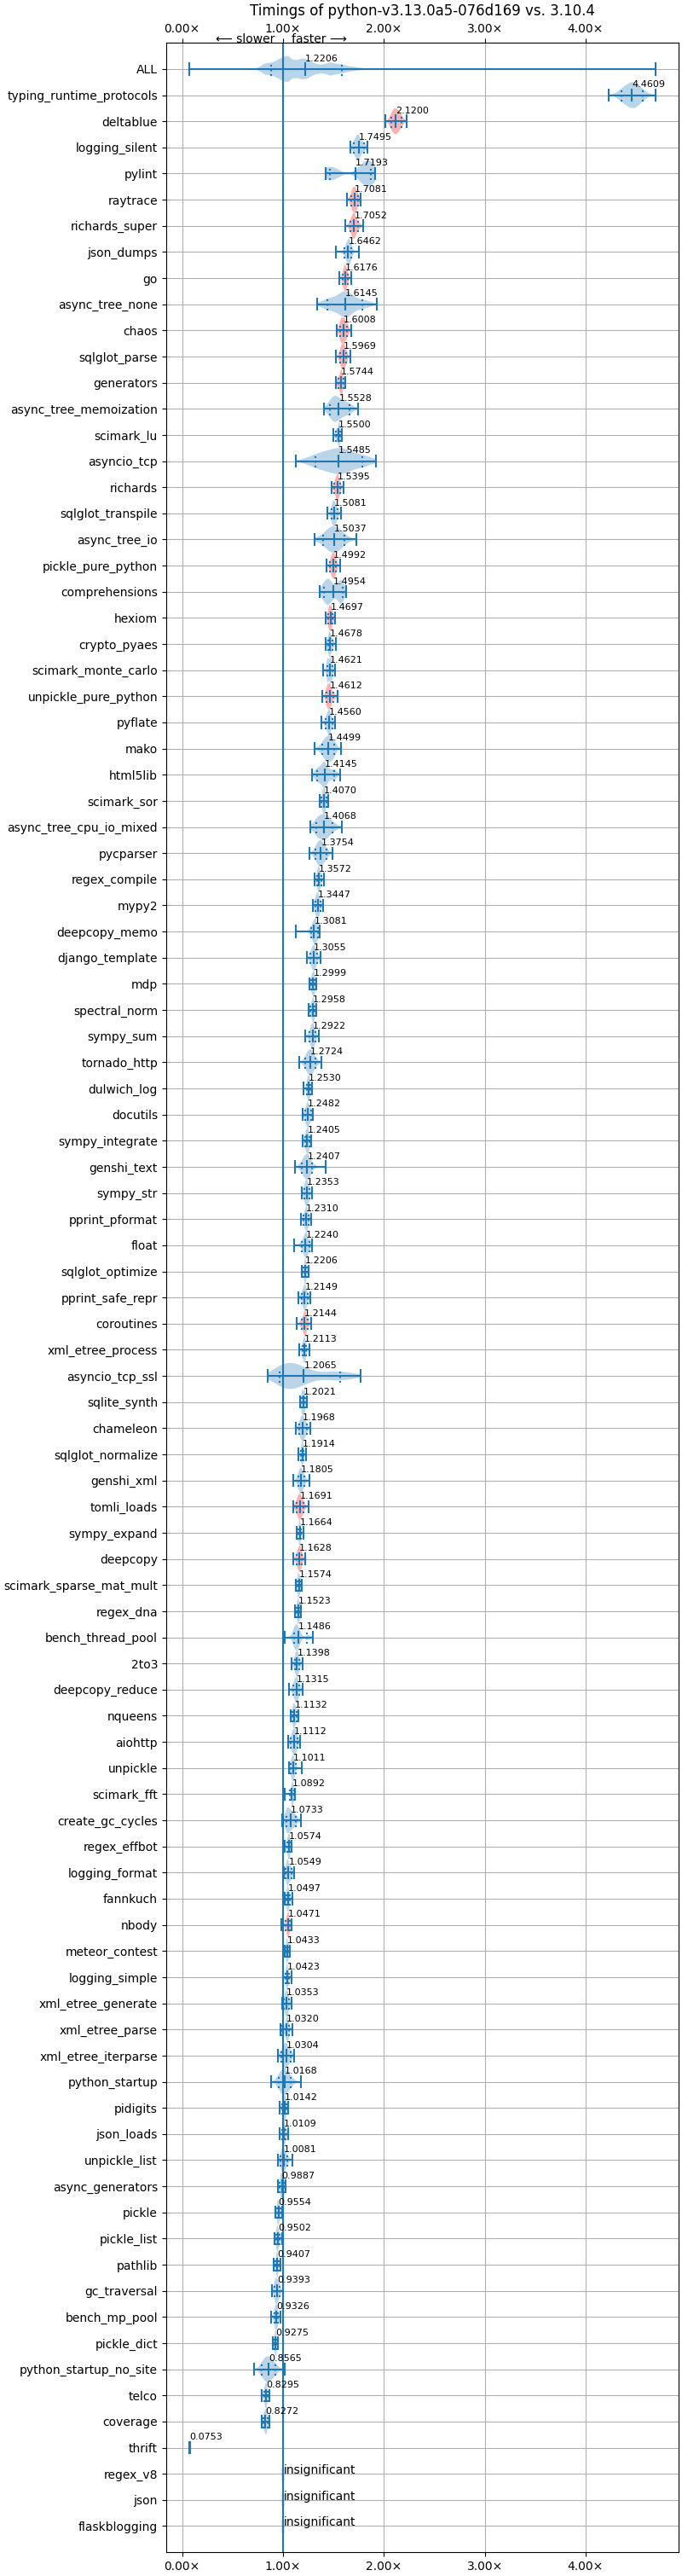 Timings of python-v3.13.0a5-076d169 vs. 3.10.4
0.00× 1.00× 2.00× 3.00× 4.00×
⟵ slower faster ⟶
ALL 1.2206
typing_runtime_protocols 4.4609
deltablue 2.1200
logging_silent 1.7495
pylint 1.7193
raytrace 1.7081
richards_super 1.7052
json_dumps 1.6462
go 1.6176
async_tree_none 1.6145
chaos 1.6008
sqlglot_parse 1.5969
generators 1.5744
async_tree_memoization 1.5528
scimark_lu 1.5500
asyncio_tcp 1.5485
richards 1.5395
sqlglot_transpile 1.5081
async_tree_io 1.5037
pickle_pure_python 1.4992
comprehensions 1.4954
hexiom 1.4697
crypto_pyaes 1.4678
scimark_monte_carlo 1.4621
unpickle_pure_python 1.4612
pyflate 1.4560
mako 1.4499
html5lib 1.4145
scimark_sor 1.4070
async_tree_cpu_io_mixed 1.4068
pycparser 1.3754
regex_compile 1.3572
mypy2 1.3447
deepcopy_memo 1.3081
django_template 1.3055
mdp 1.2999
spectral_norm 1.2958
sympy_sum 1.2922
tornado_http 1.2724
dulwich_log 1.2530
docutils 1.2482
sympy_integrate 1.2405
genshi_text 1.2407
sympy_str 1.2353
pprint_pformat 1.2310
float 1.2240
sqlglot_optimize 1.2206
pprint_safe_repr 1.2149
coroutines 1.2144
xml_etree_process 1.2113
asyncio_tcp_ssl 1.2065
sqlite_synth 1.2021
chameleon 1.1968
sqlglot_normalize 1.1914
genshi_xml 1.1805
tomli_loads 1.1691
sympy_expand 1.1664
deepcopy 1.1628
scimark_sparse_mat_mult 1.1574
regex_dna 1.1523
bench_thread_pool 1.1486
2to3 1.1398
deepcopy_reduce 1.1315
nqueens 1.1132
aiohttp 1.1112
unpickle 1.1011
scimark_fft 1.0892
create_gc_cycles 1.0733
regex_effbot 1.0574
logging_format 1.0549
fannkuch 1.0497
nbody 1.0471
meteor_contest 1.0433
logging_simple 1.0423
xml_etree_generate 1.0353
xml_etree_parse 1.0320
xml_etree_iterparse 1.0304
python_startup 1.0168
pidigits 1.0142
json_loads 1.0109
unpickle_list 1.0081
async_generators 0.9887
pickle 0.9554
pickle_list 0.9502
pathlib 0.9407
gc_traversal 0.9393
bench_mp_pool 0.9326
pickle_dict 0.9275
python_startup_no_site 0.8565
telco 0.8295
coverage 0.8272
thrift 0.0753
regex_v8 insignificant
json insignificant
flaskblogging insignificant
0.00× 1.00× 2.00× 3.00× 4.00×